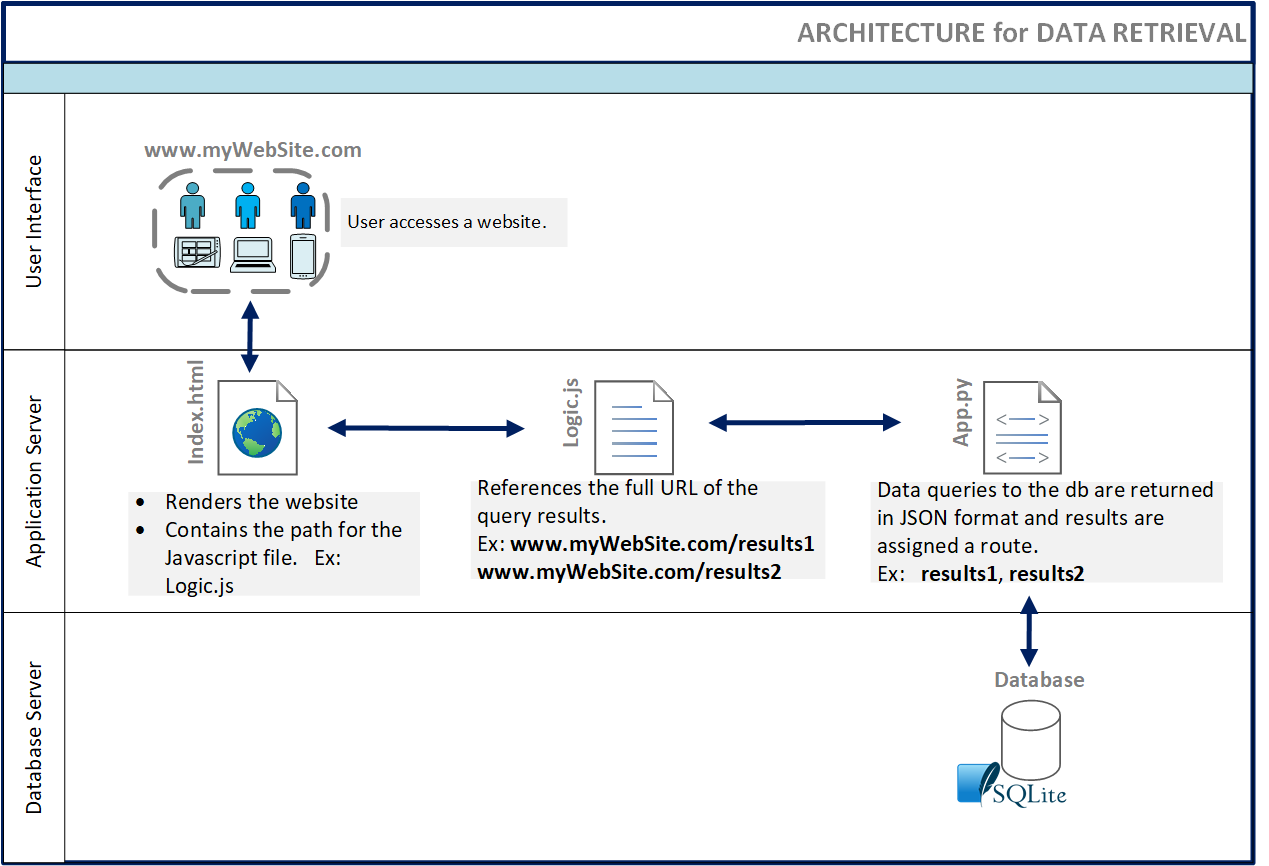 ARCHITECTURE for DATA RETRIEVAL
User Interface
www.myWebSite.com
User accesses a website.
Application Server
Index.html
• Renders the website
• Contains the path for the
Javascript file. Ex:
Logic.js
Logic.js
References the full URL of the
query results.
Ex: www.myWebSite.com/results1
www.myWebSite.com/results2
App.py
Data queries to the db are returned
in JSON format and results are
assigned a route.
Ex: results1, results2
Database Server
Database
SQLite